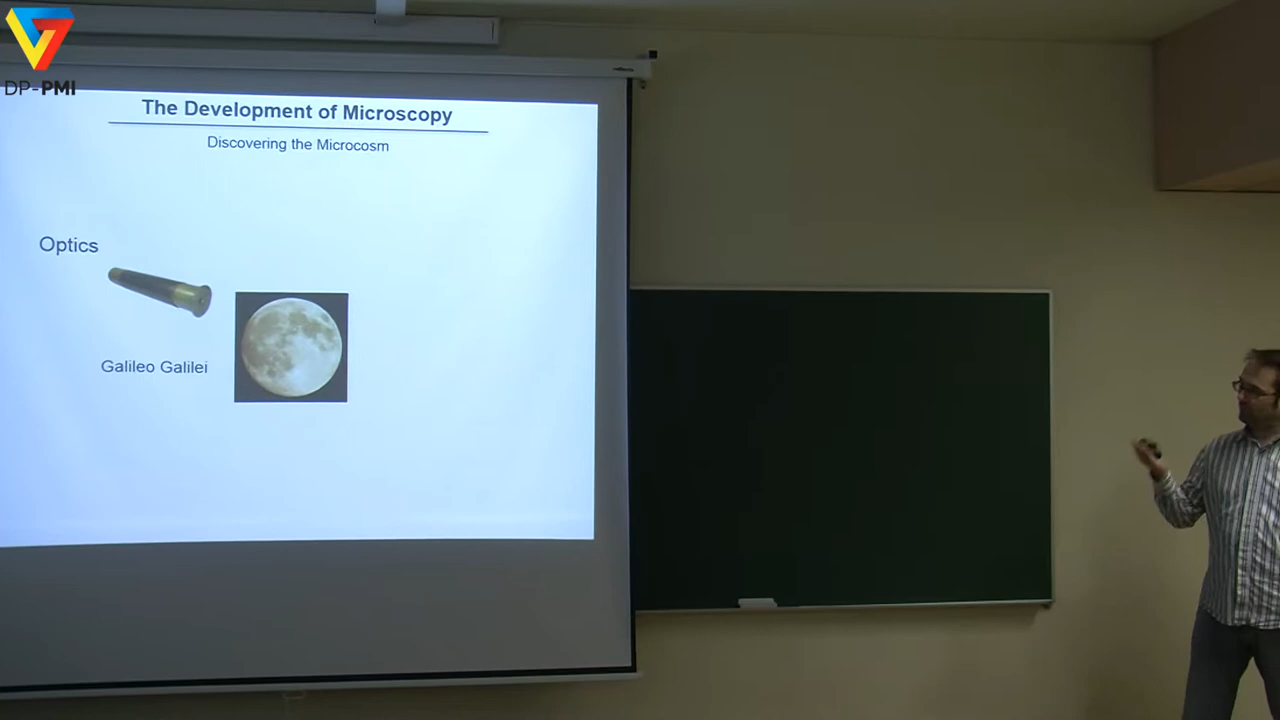 DP-PMI
The Development of Microscopy
Discovering the Microcosm
Optics
Galileo Galilei